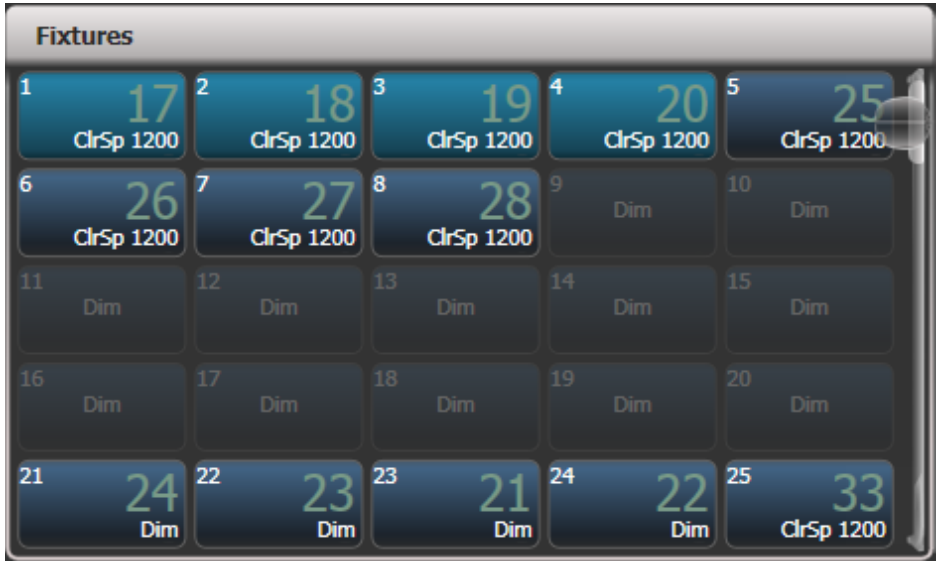 Fixtures
1 17 2 18 3 19 4 20 5 25
ClrSp 1200 ClrSp 1200 ClrSp 1200 ClrSp 1200 ClrSp 1200
6 26 7 27 8 28 9 Dim 10 Dim
ClrSp 1200 ClrSp 1200 ClrSp 1200
11 Dim 12 Dim 13 Dim 14 Dim 15 Dim
16 Dim 17 Dim 18 Dim 19 Dim 20 Dim
21 24 22 23 23 21 24 22 25 33
Dim Dim Dim Dim ClrSp 1200